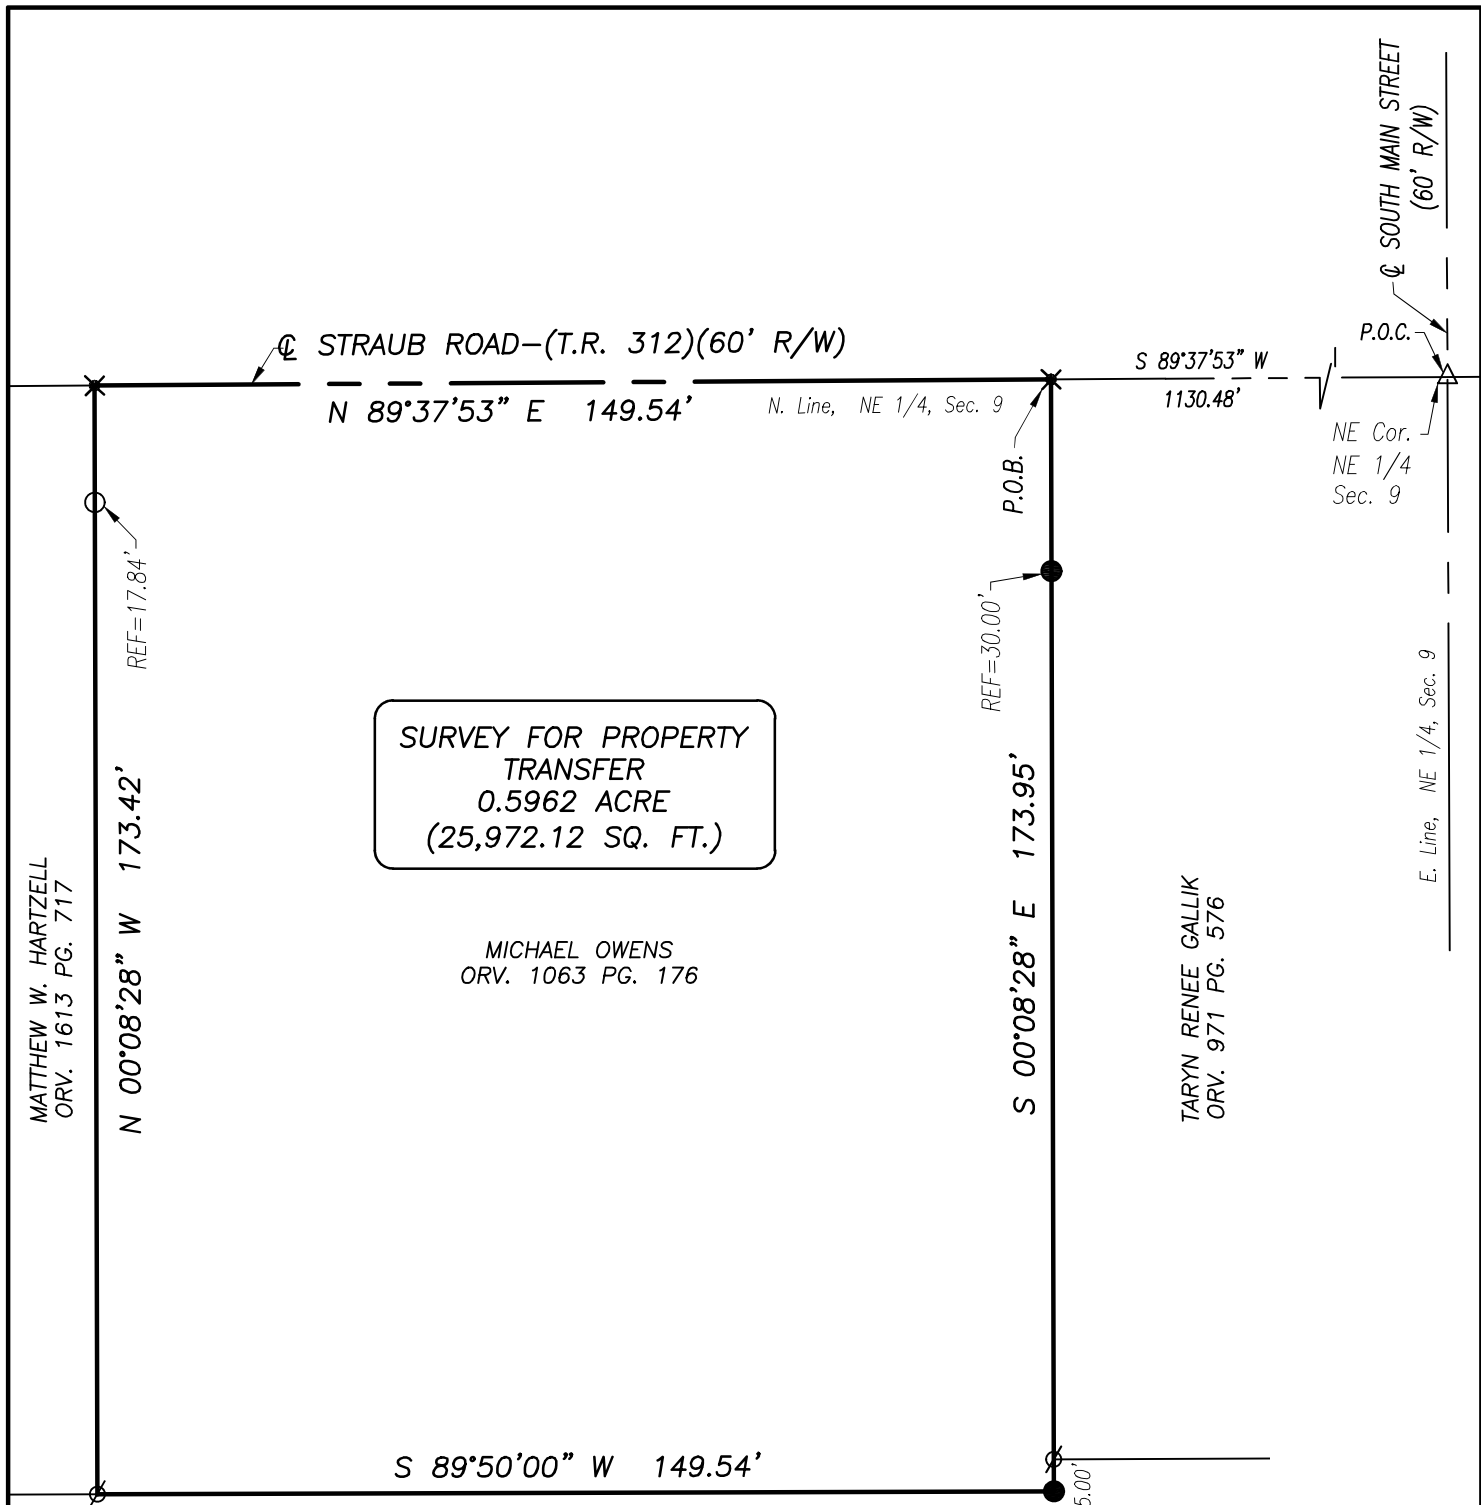 ℄ SOUTH MAIN STREET
(60' R/W)
P.O.C.
℄ STRAUB ROAD-(T.R. 312)(60' R/W)
N 89°37'53" E 149.54'
N. Line, NE 1/4, Sec. 9
S 89°37'53" W
1130.48'
NE Cor.
NE 1/4
Sec. 9
P.O.B.
REF=17.84'
REF=30.00'
SURVEY FOR PROPERTY
TRANSFER
0.5962 ACRE
(25,972.12 SQ. FT.)
MICHAEL OWENS
ORV. 1063 PG. 176
N 00°08'28" W 173.42'
S 00°08'28" E 173.95'
E. Line, NE 1/4, Sec. 9
MATTHEW W. HARTZELL
ORV. 1613 PG. 717
TARYN RENEE GALLIK
ORV. 971 PG. 576
S 89°50'00" W 149.54'
5.00'